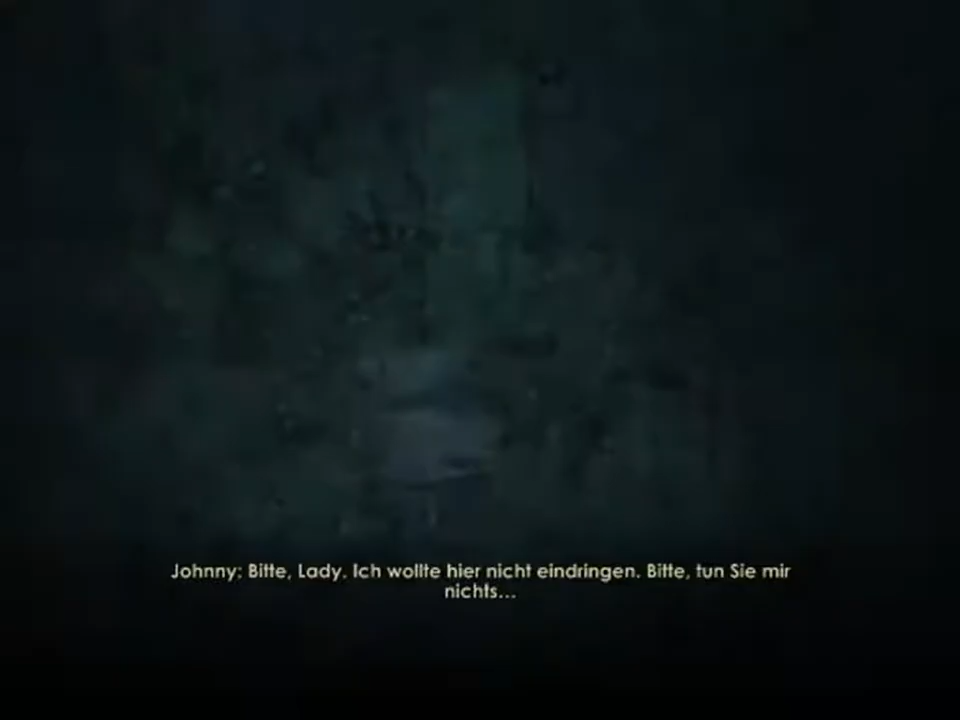 Johnny: Bitte, Lady. Ich wollte hier nicht eindringen. Bitte, tun Sie mir
nichts...